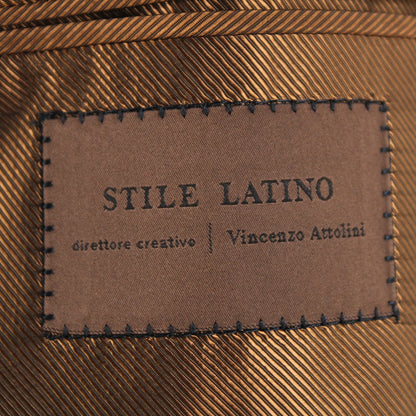 STILE LATINO
direttore creativo | Vincenzo Attolini